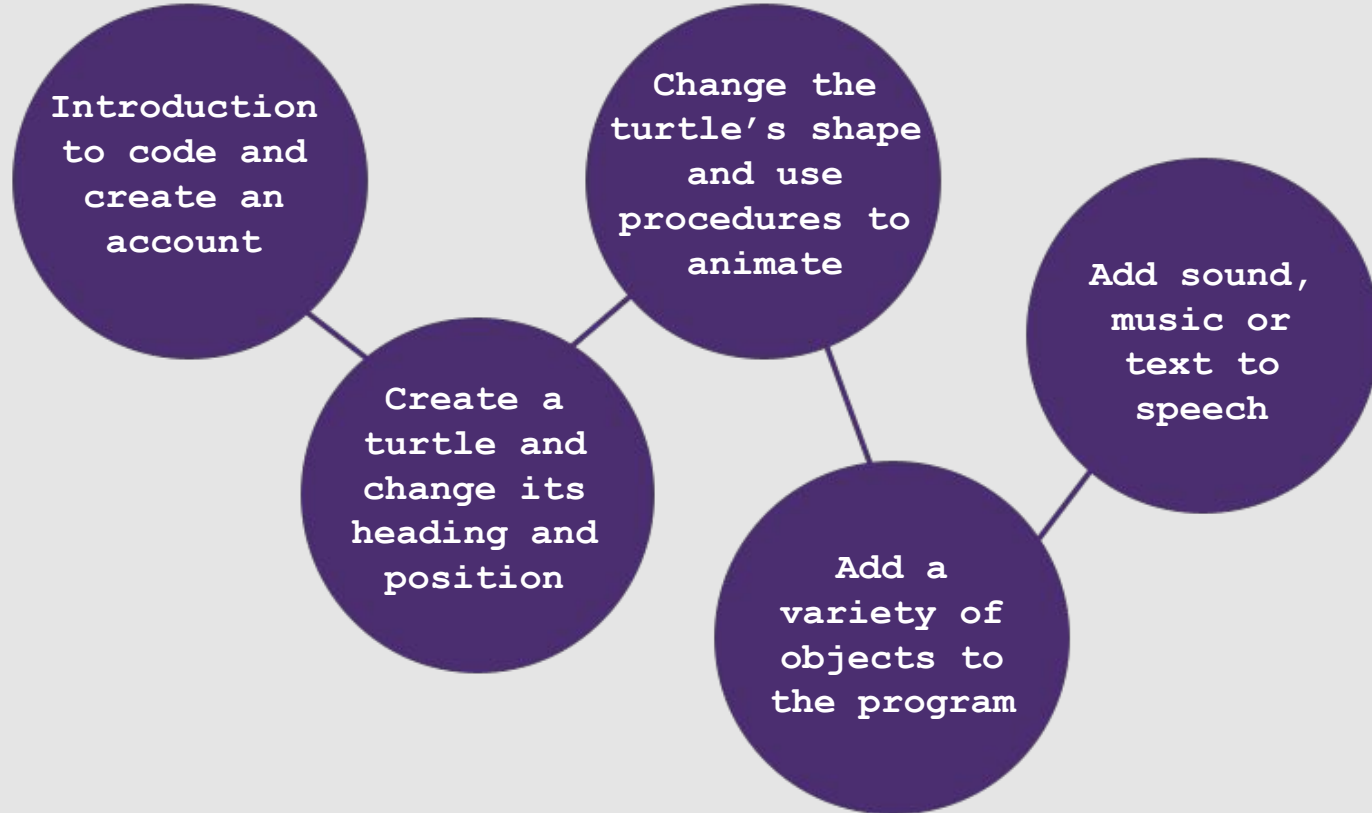 Introduction
to code and
create an
account
Create a
turtle and
change its
heading and
position
Change the
turtle’s shape
and use
procedures to
animate
Add a
variety of
objects to
the program
Add sound,
music or
text to
speech